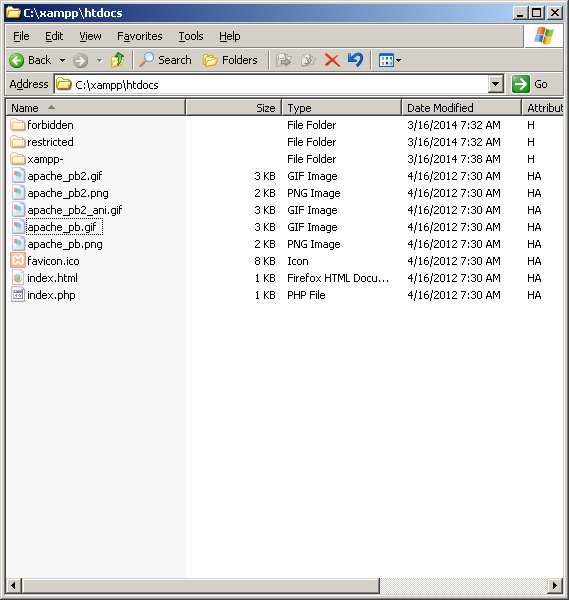 C:\xampp\htdocs
File Edit View Favorites Tools Help
Back Search Folders
Address C:\xampp\htdocs Go
Name Size Type Date Modified Attribut
forbidden File Folder 3/16/2014 7:32 AM H
restricted File Folder 3/16/2014 7:32 AM H
xampp- File Folder 3/16/2014 7:38 AM H
apache_pb2.gif 3 KB GIF Image 4/16/2012 7:30 AM HA
apache_pb2.png 2 KB PNG Image 4/16/2012 7:30 AM HA
apache_pb2_ani.gif 3 KB GIF Image 4/16/2012 7:30 AM HA
apache_pb.gif 3 KB GIF Image 4/16/2012 7:30 AM HA
apache_pb.png 2 KB PNG Image 4/16/2012 7:30 AM HA
favicon.ico 8 KB Icon 4/16/2012 7:30 AM HA
index.html 1 KB Firefox HTML Docu... 4/16/2012 7:30 AM HA
index.php 1 KB PHP File 4/16/2012 7:30 AM HA